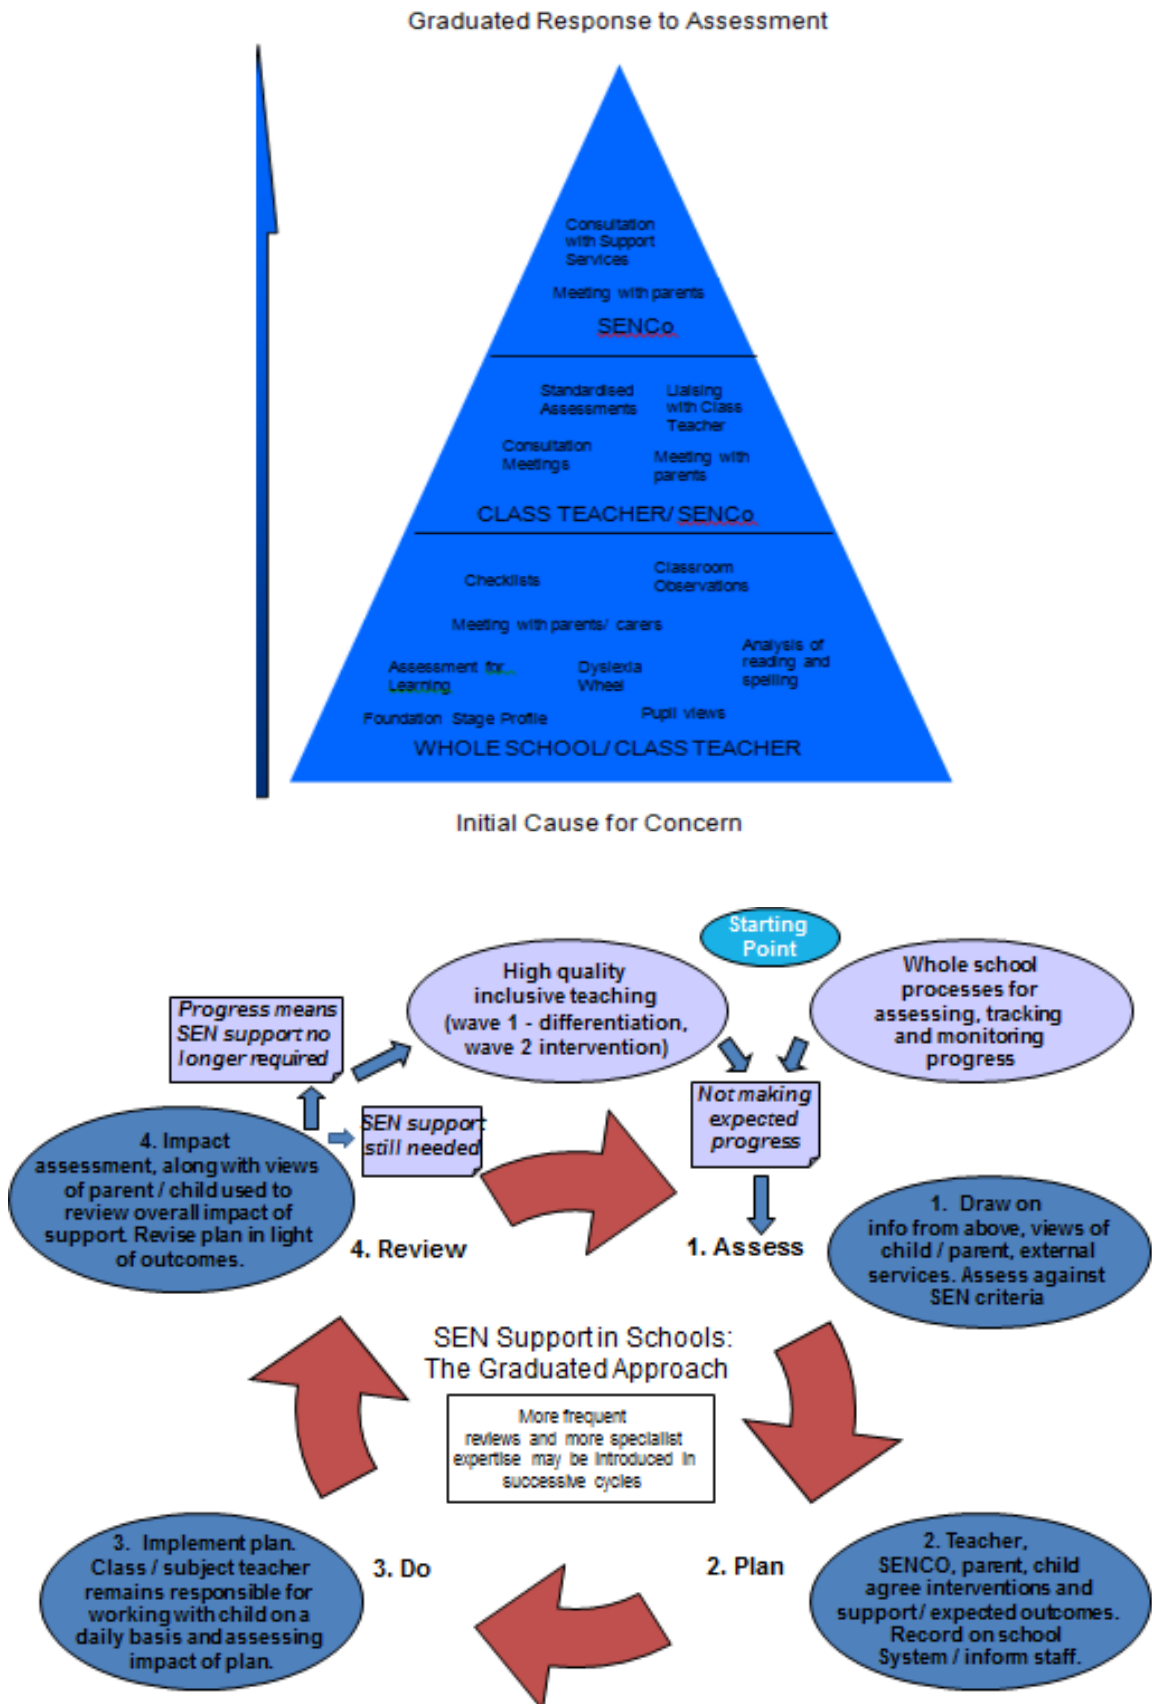 Graduated Response to Assessment
Consultation
with Support
Services
Meeting with parents
SENCo
Standardised
Assessments
Liaising
with Class
Teacher
Consultation
Meetings
Meeting with
parents
CLASS TEACHER/ SENCo
Checklists
Classroom
Observations
Meeting with parents/ carers
Analysis of
reading and
spelling
Assessment for
Learning
Dyslexia
Wheel
Foundation Stage Profile
Pupil views
WHOLE SCHOOL/ CLASS TEACHER
Initial Cause for Concern
Starting
Point
High quality
inclusive teaching
(wave 1 - differentiation,
wave 2 intervention)
Whole school
processes for
assessing, tracking
and monitoring
progress
Progress means
SEN support no
longer required
Not making
expected
progress
SEN support
still needed
4. Impact
assessment, along with views
of parent / child used to
review overall impact of
support. Revise plan in light
of outcomes.
4. Review
1. Assess
1. Draw on
info from above, views of
child / parent, external
services. Assess against
SEN criteria
SEN Support in Schools:
The Graduated Approach
More frequent
reviews and more specialist
expertise may be introduced in
successive cycles
3. Implement plan.
Class / subject teacher
remains responsible for
working with child on a
daily basis and assessing
impact of plan.
3. Do
2. Plan
2. Teacher,
SENCO, parent, child
agree interventions and
support / expected outcomes.
Record on school
System / inform staff.